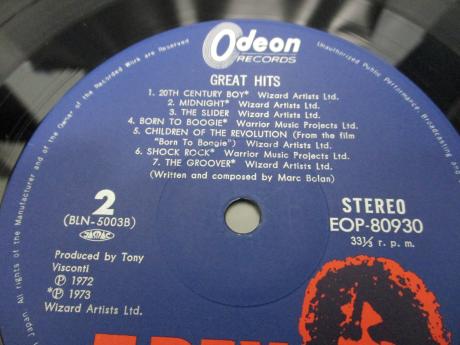 Odeon
RECORDS
GREAT HITS
1. 20TH CENTURY BOY* Wizard Artists Ltd.
2. MIDNIGHT* Wizard Artists Ltd.
3. THE SLIDER Wizard Artists Ltd.
4. BORN TO BOOGIE* Warrior Music Projects Ltd.
5. CHILDREN OF THE REVOLUTION (From the film
"Born To Boogie") Wizard Artists Ltd.
6. SHOCK ROCK* Warrior Music Projects Ltd.
7. THE GROOVER* Wizard Artists Ltd.
(Written and composed by Marc Bolan)
2
(BLN-5003B)
JASRAC
STEREO
EOP-80930
33⅓ r. p. m.
Produced by Tony
Visconti
Ⓟ 1972
*Ⓟ 1973
Wizard Artists Ltd.
Japan All rights of the Manufacturer and of the Owner of the Recorded Work are Reserved
Unauthorized Public Performance, Broadcasting and
T.REX